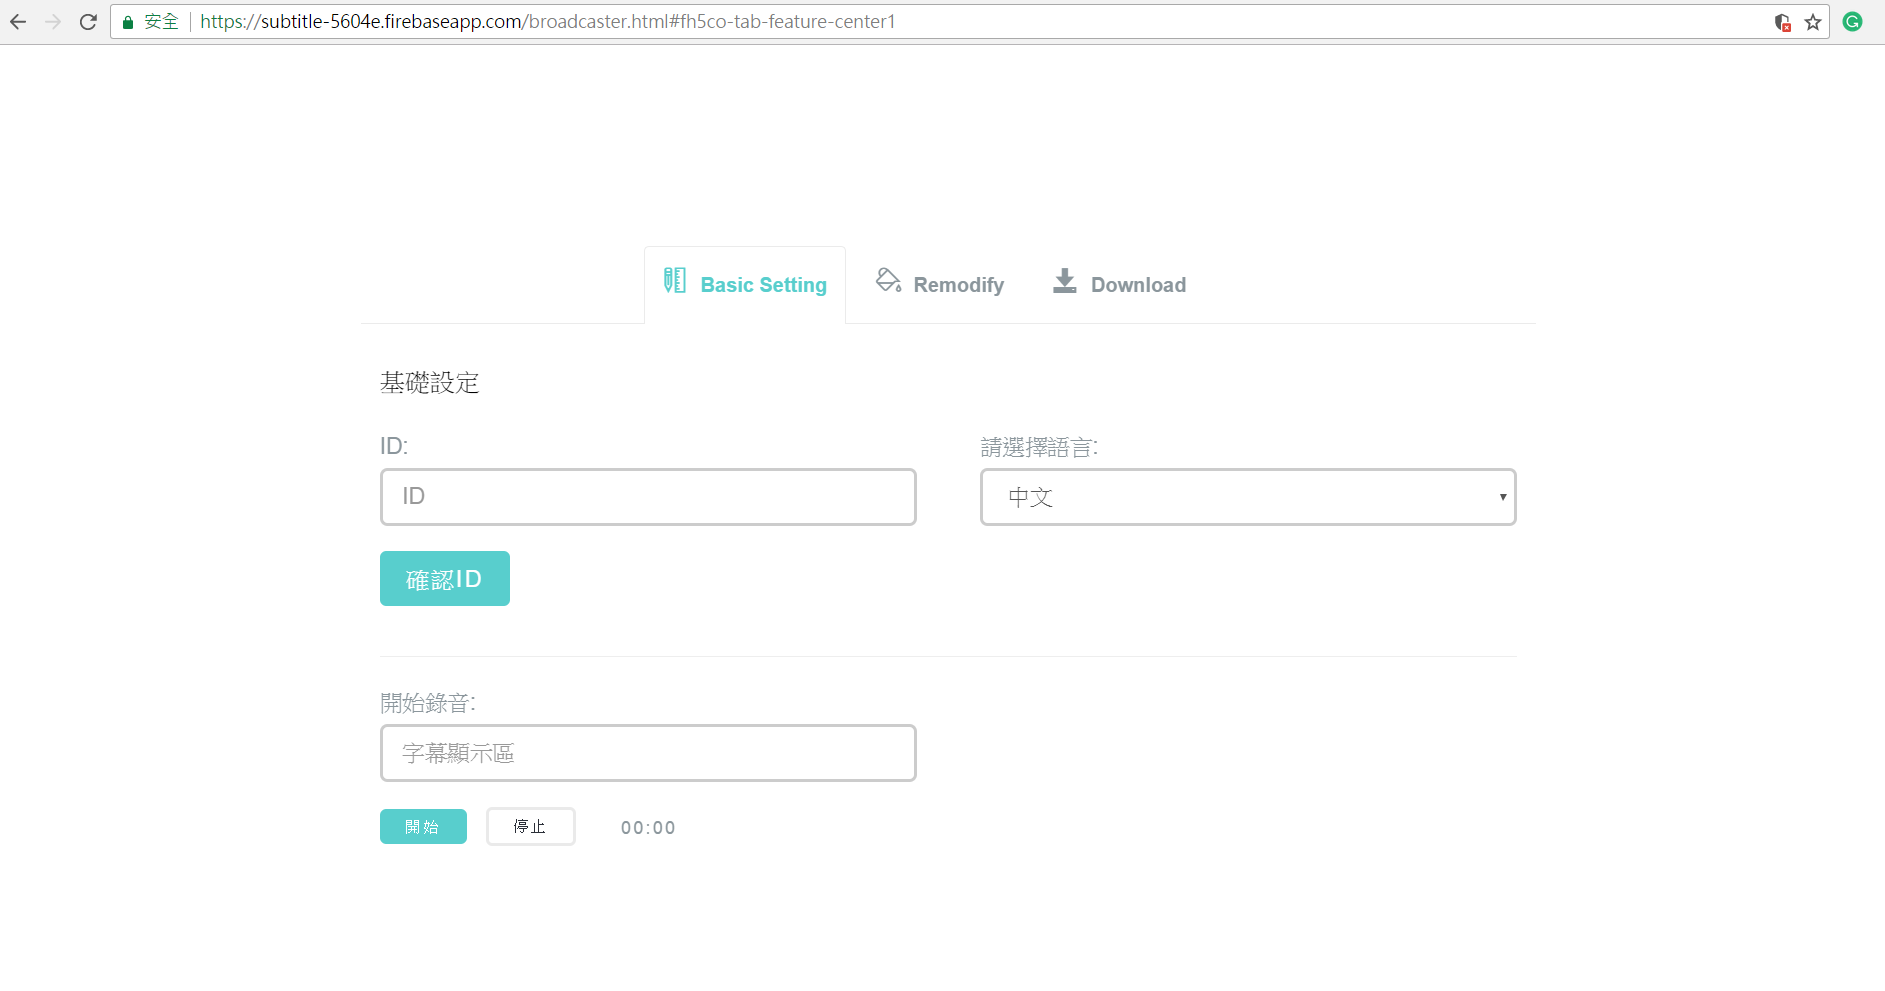 安全 https://subtitle-5604e.firebaseapp.com/broadcaster.html#fh5co-tab-feature-center1
Basic Setting Remodify Download
基礎設定
ID: 請選擇語言:
ID 中文
確認ID
開始錄音:
字幕顯示區
開始 停止 00:00